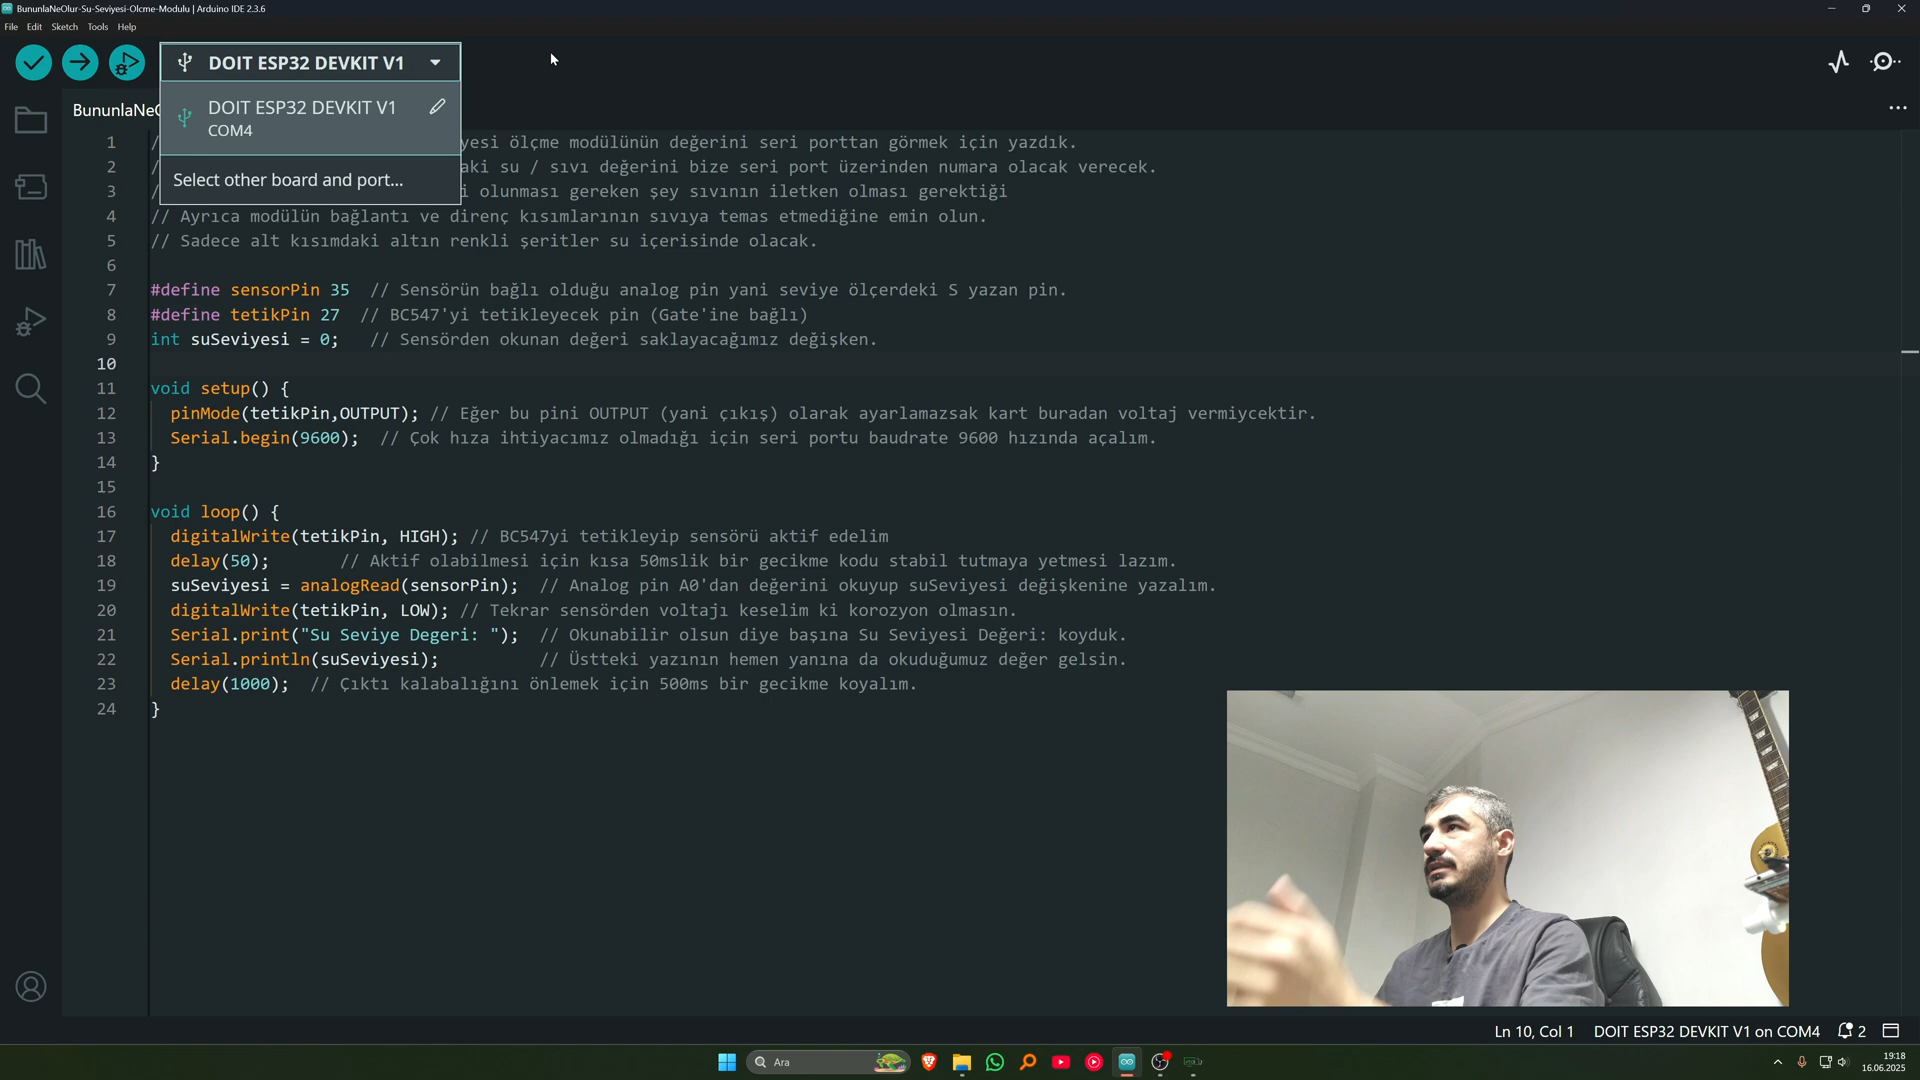 BununlaNeOlur-Su-Seviyesi-Olcme-Modulu | Arduino IDE 2.3.6
File Edit Sketch Tools Help
DOIT ESP32 DEVKIT V1
DOIT ESP32 DEVKIT V1
COM4
Select other board and port...
BununlaNeO
1 / yesi ölçme modülünün değerini seri porttan görmek için yazdık.
2 / aki su / sıvı değerini bize seri port üzerinden numara olacak verecek.
3 / i olunması gereken şey sıvının iletken olması gerektiği
4 // Ayrıca modülün bağlantı ve direnç kısımlarının sıvıya temas etmediğine emin olun.
5 // Sadece alt kısımdaki altın renkli şeritler su içerisinde olacak.
6
7 #define sensorPin 35 // Sensörün bağlı olduğu analog pin yani seviye ölçerdeki S yazan pin.
8 #define tetikPin 27 // BC547'yi tetikleyecek pin (Gate'ine bağlı)
9 int suSeviyesi = 0; // Sensörden okunan değeri saklayacağımız değişken.
10
11 void setup() {
12 pinMode(tetikPin,OUTPUT); // Eğer bu pini OUTPUT (yani çıkış) olarak ayarlamazsak kart buradan voltaj vermiycektir.
13 Serial.begin(9600); // Çok hıza ihtiyacımız olmadığı için seri portu baudrate 9600 hızında açalım.
14 }
15
16 void loop() {
17 digitalWrite(tetikPin, HIGH); // BC547yi tetikleyip sensörü aktif edelim
18 delay(50); // Aktif olabilmesi için kısa 50mslik bir gecikme kodu stabil tutmaya yetmesi lazım.
19 suSeviyesi = analogRead(sensorPin); // Analog pin A0'dan değerini okuyup suSeviyesi değişkenine yazalım.
20 digitalWrite(tetikPin, LOW); // Tekrar sensörden voltajı keselim ki korozyon olmasın.
21 Serial.print("Su Seviye Degeri: "); // Okunabilir olsun diye başına Su Seviyesi Değeri: koyduk.
22 Serial.println(suSeviyesi); // Üstteki yazının hemen yanına da okuduğumuz değer gelsin.
23 delay(1000); // Çıktı kalabalığını önlemek için 500ms bir gecikme koyalım.
24 }
Ln 10, Col 1 DOIT ESP32 DEVKIT V1 on COM4 2
Ara
19:18
16.06.2025